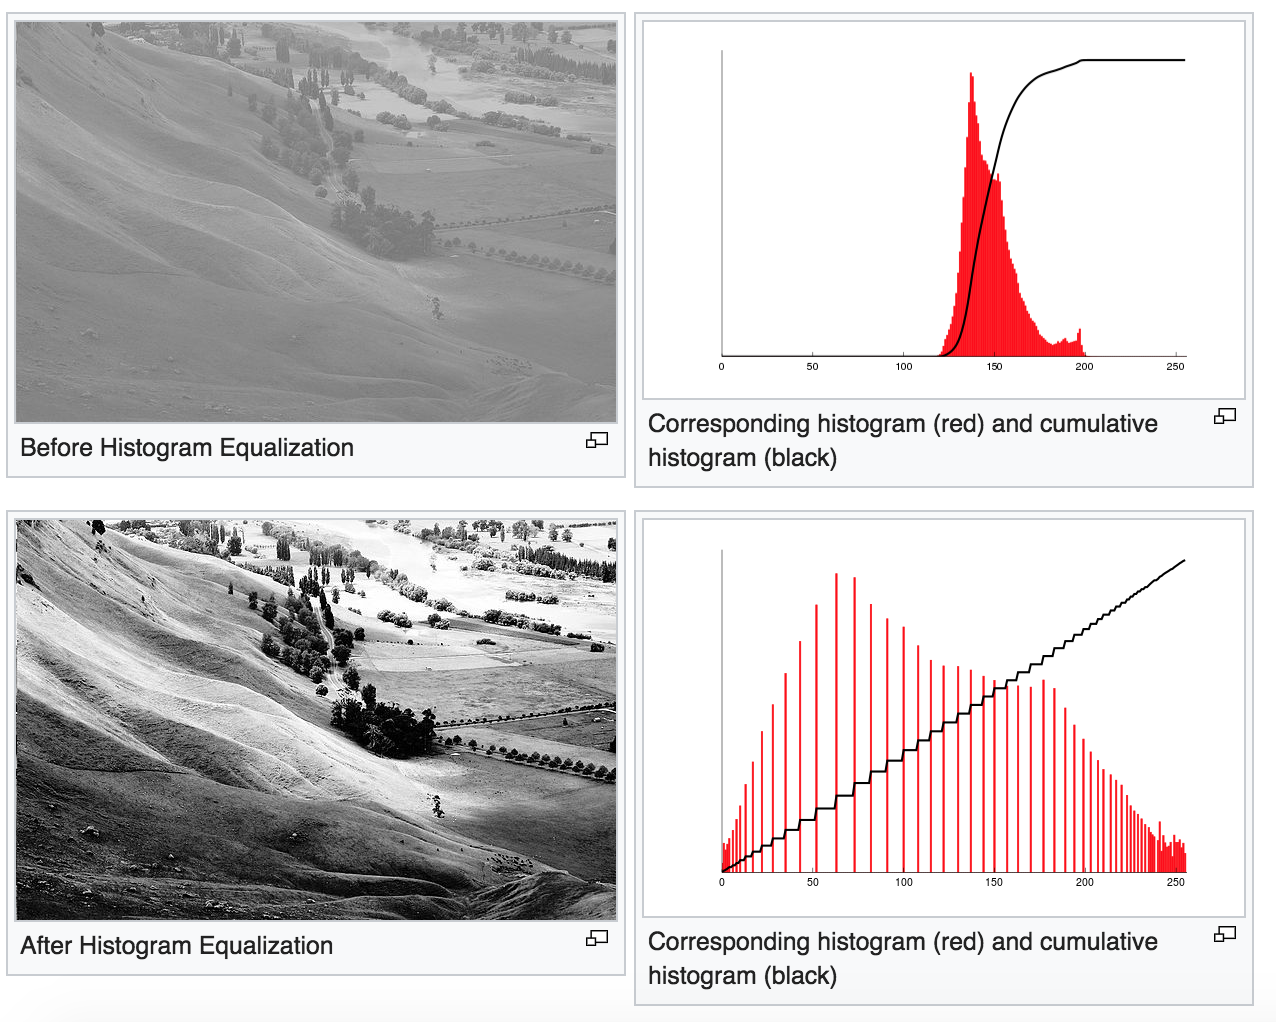 0 50 100 150 200 250
Before Histogram Equalization
Corresponding histogram (red) and cumulative
histogram (black)
0 50 100 150 200 250
After Histogram Equalization
Corresponding histogram (red) and cumulative
histogram (black)